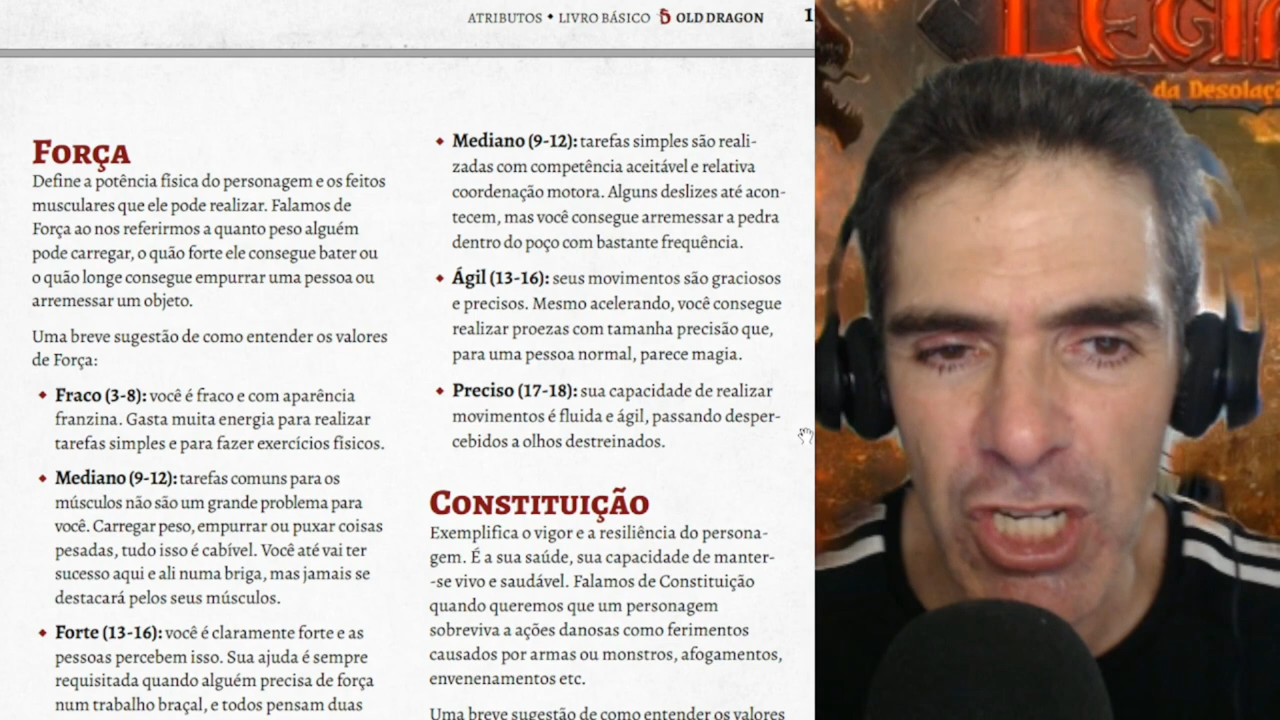 ATRIBUTOS • LIVRO BÁSICO OLD DRAGON 1
FORÇA
Define a potência física do personagem e os feitos
musculares que ele pode realizar. Falamos de
Força ao nos referirmos a quanto peso alguém
pode carregar, o quão forte ele consegue bater ou
o quão longe consegue empurrar uma pessoa ou
arremessar um objeto.
Uma breve sugestão de como entender os valores
de Força:
Fraco (3-8): você é fraco e com aparência
franzina. Gasta muita energia para realizar
tarefas simples e para fazer exercícios físicos.
Mediano (9-12): tarefas comuns para os
músculos não são um grande problema para
você. Carregar peso, empurrar ou puxar coisas
pesadas, tudo isso é cabível. Você até vai ter
sucesso aqui e ali numa briga, mas jamais se
destacará pelos seus músculos.
Forte (13-16): você é claramente forte e as
pessoas percebem isso. Sua ajuda é sempre
requisitada quando alguém precisa de força
num trabalho braçal, e todos pensam duas
Mediano (9-12): tarefas simples são reali-
zadas com competência aceitável e relativa
coordenação motora. Alguns deslizes até acon-
tecem, mas você consegue arremessar a pedra
dentro do poço com bastante frequência.
Ágil (13-16): seus movimentos são graciosos
e precisos. Mesmo acelerando, você consegue
realizar proezas com tamanha precisão que,
para uma pessoa normal, parece magia.
Preciso (17-18): sua capacidade de realizar
movimentos é fluida e ágil, passando desper-
cebidos a olhos destreinados.
CONSTITUIÇÃO
Exemplifica o vigor e a resiliência do persona-
gem. É a sua saúde, sua capacidade de manter-
-se vivo e saudável. Falamos de Constituição
quando queremos que um personagem
sobreviva a ações danosas como ferimentos
causados por armas ou monstros, afogamentos,
envenenamentos etc.
Uma breve sugestão de como entender os valores
da